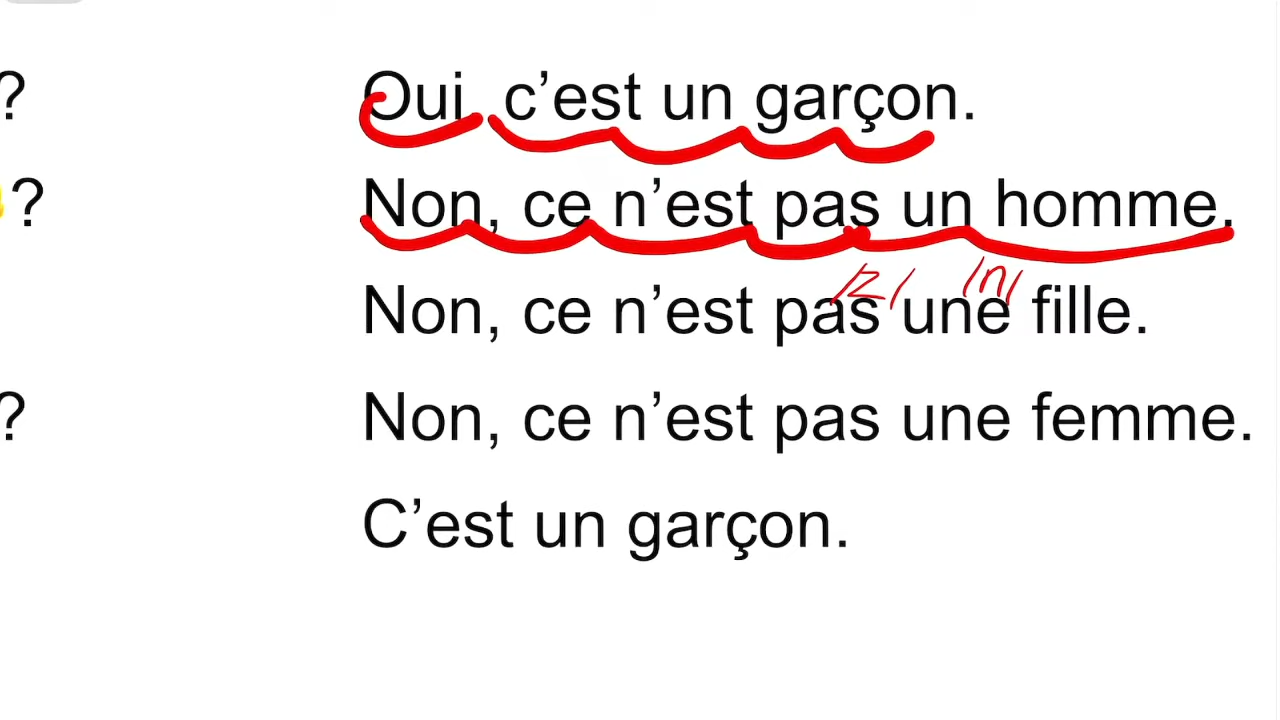 ? Oui, c'est un garçon.
? Non, ce n'est pas un homme.
/z/ /n/
Non, ce n'est pas une fille.
? Non, ce n'est pas une femme.
C'est un garçon.